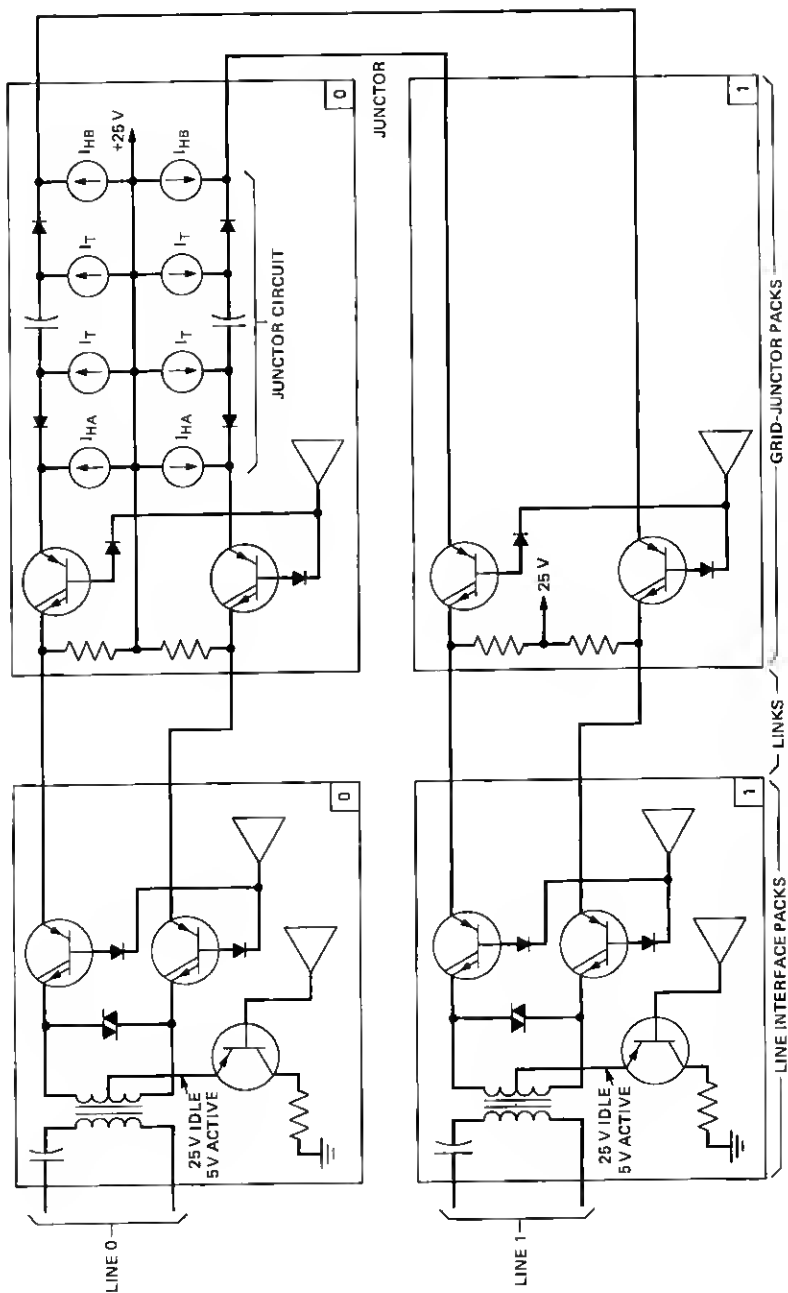 0
I_HA
I_T
I_T
I_HB
+25 V
I_HA
I_T
I_T
I_HB
JUNCTOR CIRCUIT
JUNCTOR
0
25 V IDLE
5 V ACTIVE
LINE 0
1
25 V
1
25 V IDLE
5 V ACTIVE
LINE 1
LINE INTERFACE PACKS
LINKS
GRID-JUNCTOR PACKS